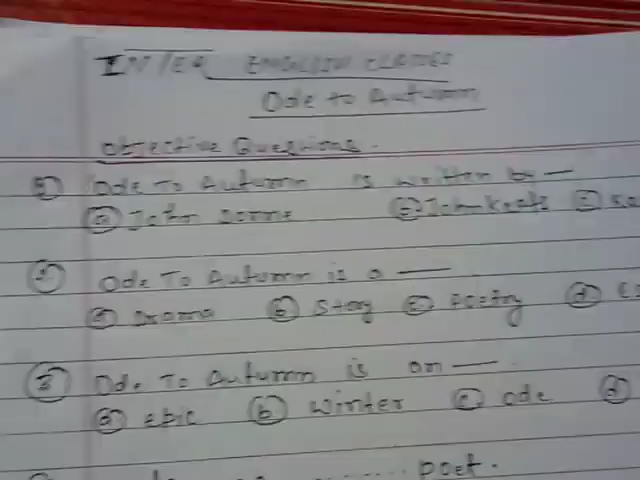 INTER ENGLISH CLASSES
Ode to Autumn
Objective Questions.
1) Ode To Autumn is written by —
(a) John Donne (b) John Keats (c)
2) Ode To Autumn is a —
(a) Drama (b) Story (c) Poetry (d)
3) Ode To Autumn is an —.
(a) epic (b) winter (c) ode (d)
poet.